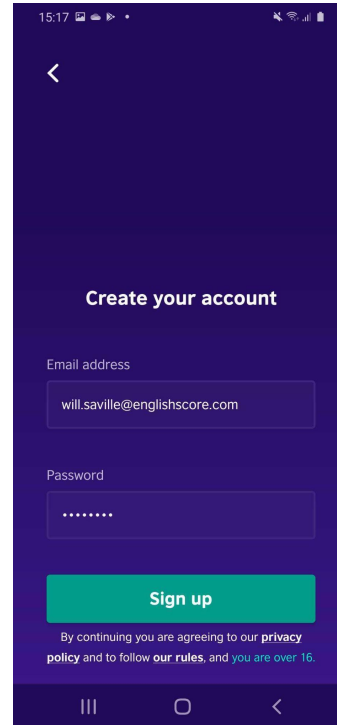 15:17
Create your account
Email address
will.saville@englishscore.com
Password
••••••••
Sign up
By continuing you are agreeing to our privacy
policy and to follow our rules, and you are over 16.